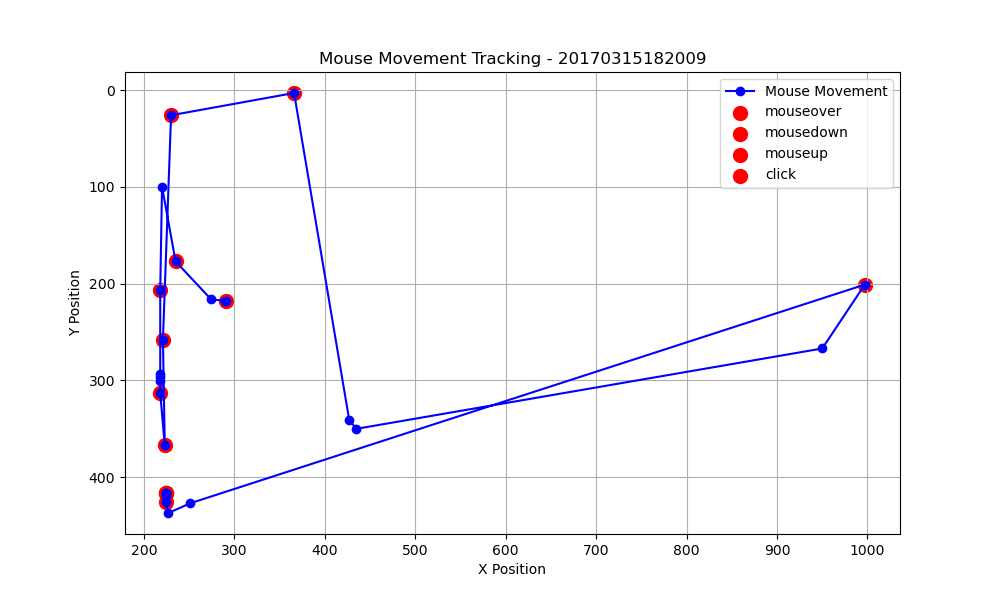 Mouse Movement Tracking - 20170315182009
Mouse Movement
mouseover
mousedown
mouseup
click
Y Position
0
100
200
300
400
200 300 400 500 600 700 800 900 1000
X Position